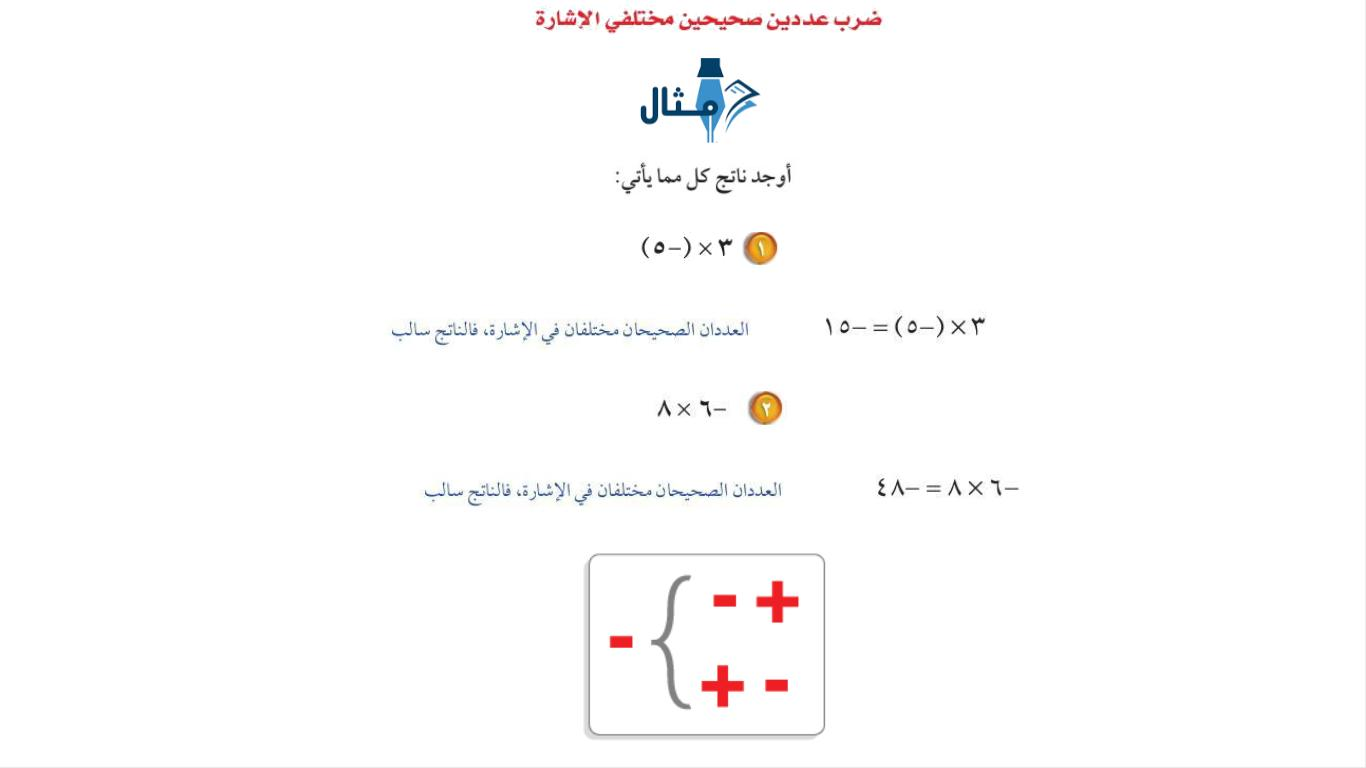 ضرب عددين صحيحين مختلفي الإشارة
مثال
أوجد ناتج كل مما يأتي:
١ ٣ × (–٥)
٣ × (–٥) = –١٥ العددان الصحيحان مختلفان في الإشارة، فالناتج سالب
٢ –٦ × ٨
–٦ × ٨ = –٤٨ العددان الصحيحان مختلفان في الإشارة، فالناتج سالب
+ -
{ -
- +